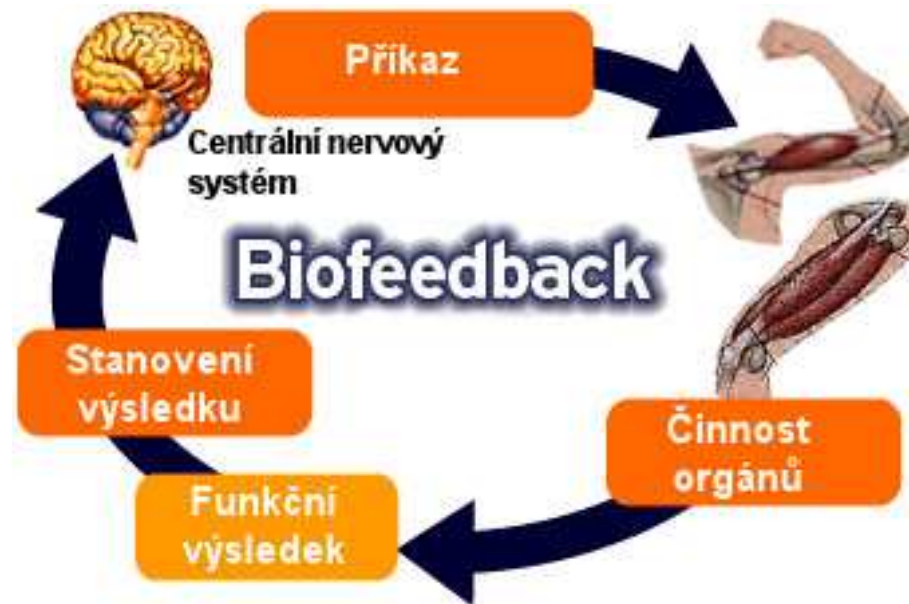 Příkaz
Centrální nervový
systém
Biofeedback
Stanovení
výsledku
Činnost
orgánů
Funkční
výsledek